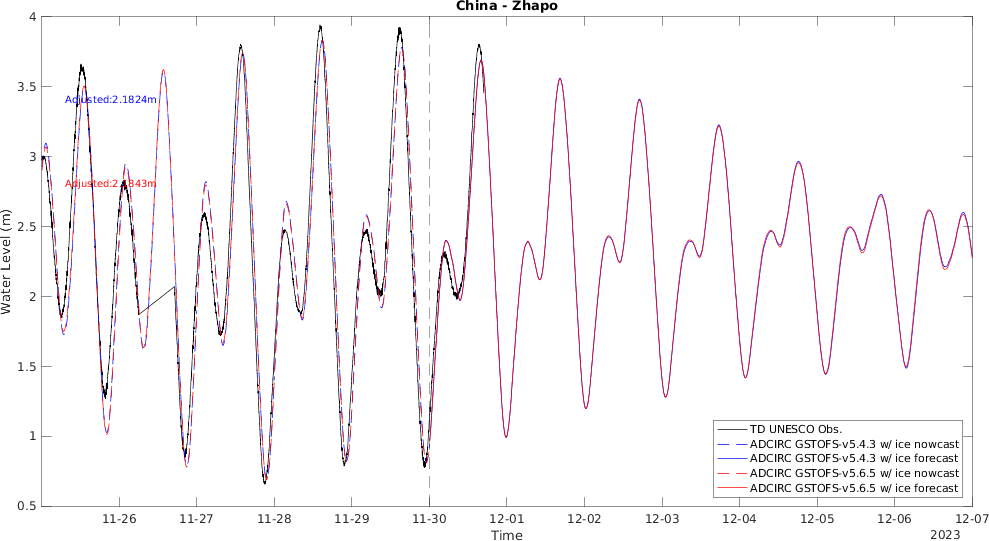 China - Zhapo
Water Level (m)
4
3.5
3
2.5
2
1.5
1
0.5
Adjusted:2.1824m
TD UNESCO Obs.
ADCIRC GSTOFS-v5.4.3 w/ ice nowcast
ADCIRC GSTOFS-v5.4.3 w/ ice forecast
ADCIRC GSTOFS-v5.6.5 w/ ice nowcast
ADCIRC GSTOFS-v5.6.5 w/ ice forecast
11-26 11-27 11-28 11-29 11-30 12-01 12-02 12-03 12-04 12-05 12-06 12-07
Time
2023